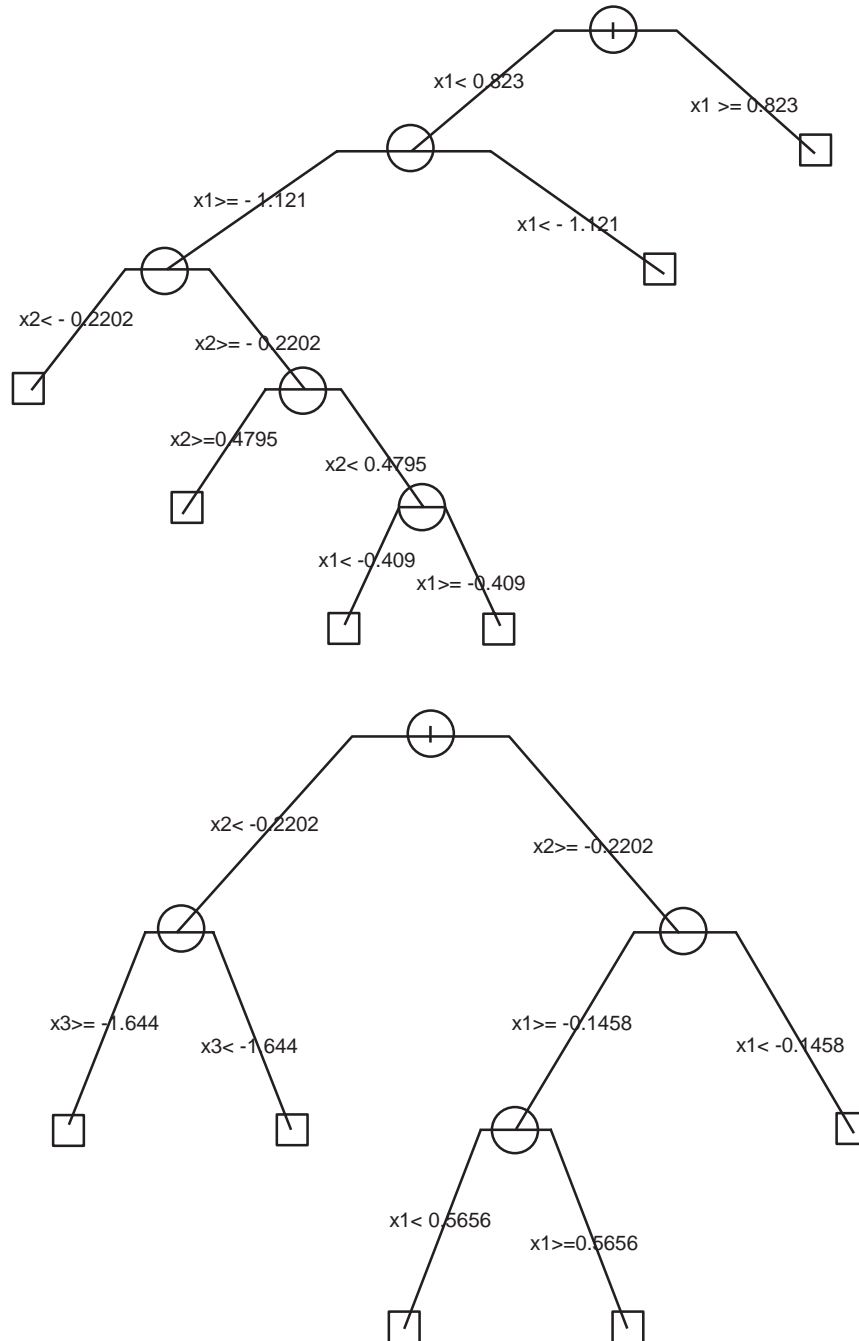 x1< 0.823
x1 >= 0.823
x1>= - 1.121
x1< - 1.121
x2< - 0.2202
x2>= - 0.2202
x2>=0.4795
x2< 0.4795
x1< -0.409
x1>= -0.409
x2< -0.2202
x2>= -0.2202
x3>= -1.644
x3< -1.644
x1>= -0.1458
x1< -0.1458
x1< 0.5656
x1>=0.5656